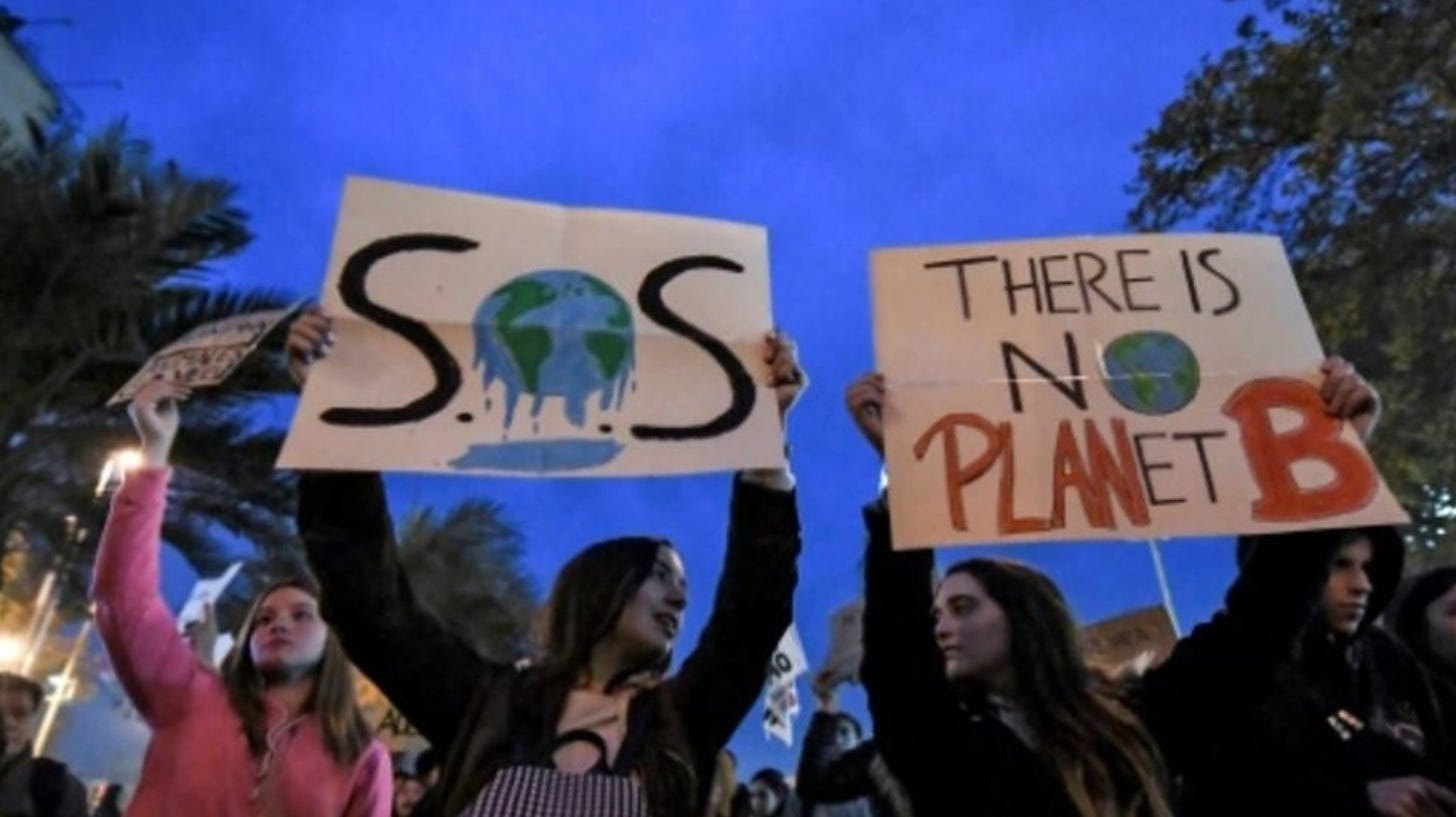 S.O.S
THERE IS
NO
PLANET B